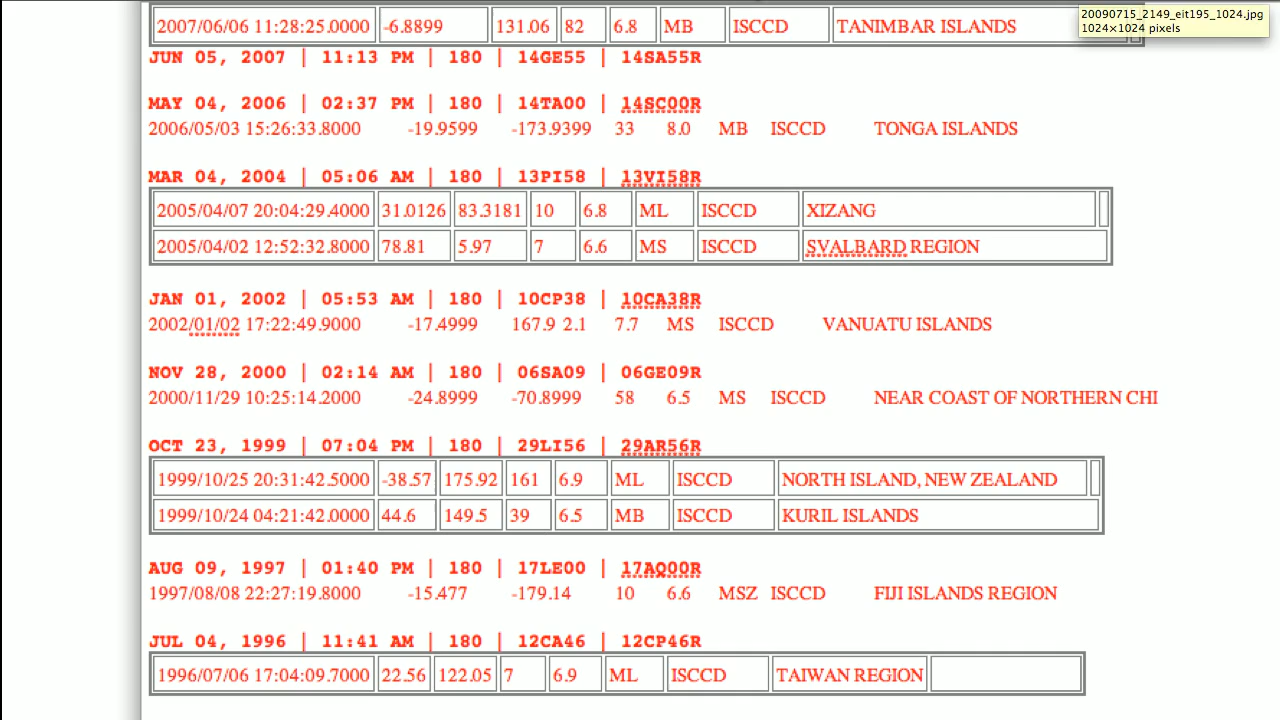 2007/06/06 11:28:25.0000 -6.8899 131.06 82 6.8 MB ISCCD TANIMBAR ISLANDS
20090715_2149_eit195_1024.jpg
1024×1024 pixels
JUN 05, 2007 | 11:13 PM | 180 | 14GE55 | 14SA55R
MAY 04, 2006 | 02:37 PM | 180 | 14TA00 | 14SC00R
2006/05/03 15:26:33.8000 -19.9599 -173.9399 33 8.0 MB ISCCD TONGA ISLANDS
MAR 04, 2004 | 05:06 AM | 180 | 13PI58 | 13VI58R
2005/04/07 20:04:29.4000 31.0126 83.3181 10 6.8 ML ISCCD XIZANG
2005/04/02 12:52:32.8000 78.81 5.97 7 6.6 MS ISCCD SVALBARD REGION
JAN 01, 2002 | 05:53 AM | 180 | 10CP38 | 10CA38R
2002/01/02 17:22:49.9000 -17.4999 167.9 2.1 7.7 MS ISCCD VANUATU ISLANDS
NOV 28, 2000 | 02:14 AM | 180 | 06SA09 | 06GE09R
2000/11/29 10:25:14.2000 -24.8999 -70.8999 58 6.5 MS ISCCD NEAR COAST OF NORTHERN CHI
OCT 23, 1999 | 07:04 PM | 180 | 29LI56 | 29AR56R
1999/10/25 20:31:42.5000 -38.57 175.92 161 6.9 ML ISCCD NORTH ISLAND, NEW ZEALAND
1999/10/24 04:21:42.0000 44.6 149.5 39 6.5 MB ISCCD KURIL ISLANDS
AUG 09, 1997 | 01:40 PM | 180 | 17LE00 | 17AQ00R
1997/08/08 22:27:19.8000 -15.477 -179.14 10 6.6 MSZ ISCCD FIJI ISLANDS REGION
JUL 04, 1996 | 11:41 AM | 180 | 12CA46 | 12CP46R
1996/07/06 17:04:09.7000 22.56 122.05 7 6.9 ML ISCCD TAIWAN REGION